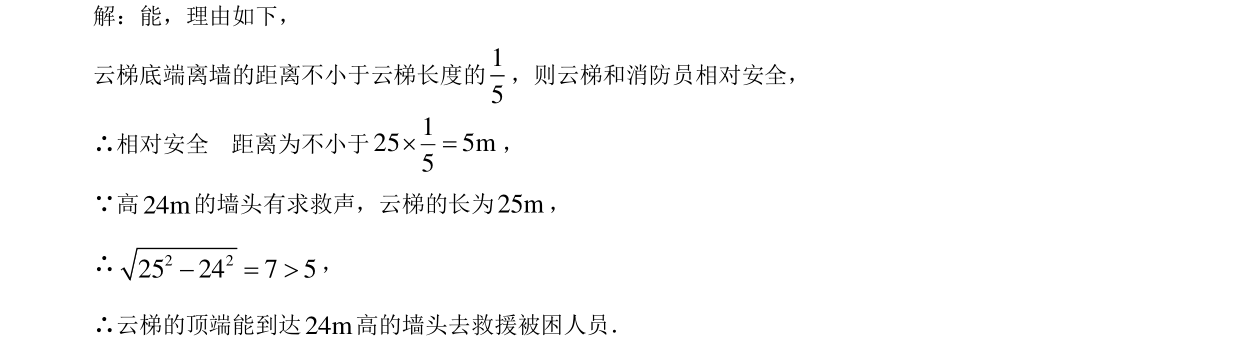 解：能，理由如下，
云梯底端离墙的距离不小于云梯长度的1/5，则云梯和消防员相对安全，
∴相对安全　距离为不小于25×1/5=5m，
∵高24m的墙头有求救声，云梯的长为25m，
∴√(25²−24²)=7>5，
∴云梯的顶端能到达24m高的墙头去救援被困人员．